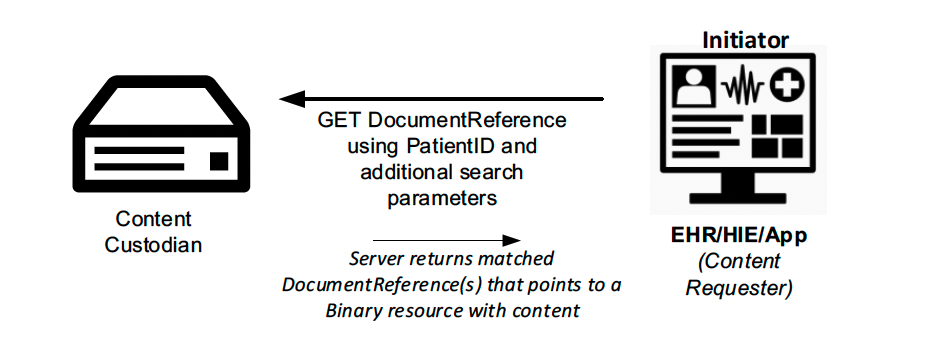 Initiator
GET DocumentReference
using PatientID and
additional search
parameters
Content
Custodian
EHR/HIE/App
(Content
Requester)
Server returns matched
DocumentReference(s) that points to a
Binary resource with content